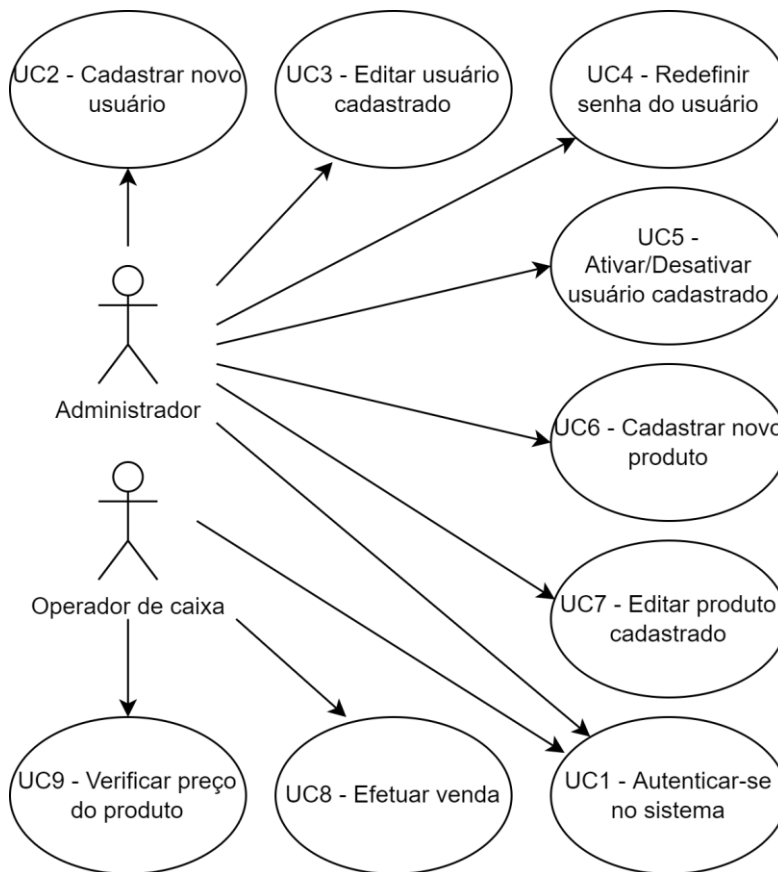 UC2 - Cadastrar novo
usuário
UC3 - Editar usuário
cadastrado
UC4 - Redefinir
senha do usuário
UC5 -
Ativar/Desativar
usuário cadastrado
Administrador
UC6 - Cadastrar novo
produto
Operador de caixa
UC7 - Editar produto
cadastrado
UC9 - Verificar preço
do produto
UC8 - Efetuar venda
UC1 - Autenticar-se
no sistema